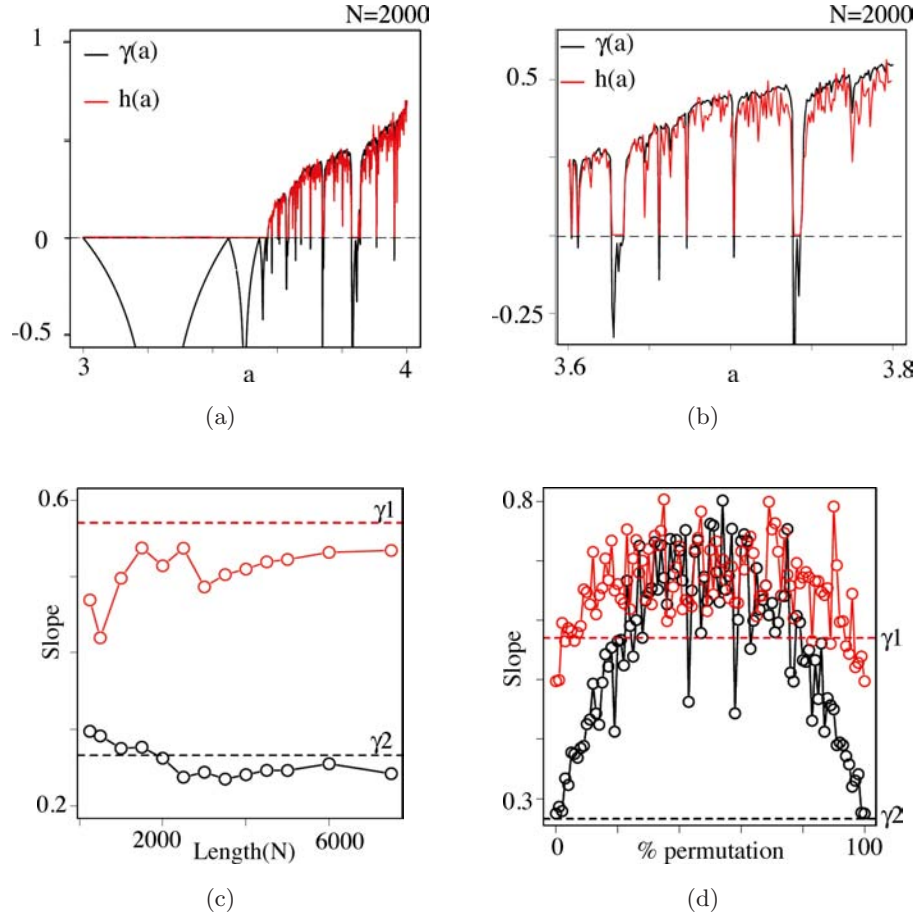 N=2000
1
γ(a)
h(a)
0
-0.5
3
a
4
(a)
N=2000
0.5
γ(a)
h(a)
-0.25
3.6
a
3.8
(b)
0.6
γ1
Slope
γ2
0.2
2000
6000
Length(N)
(c)
0.8
γ1
Slope
0.3
γ2
0
% permutation
100
(d)